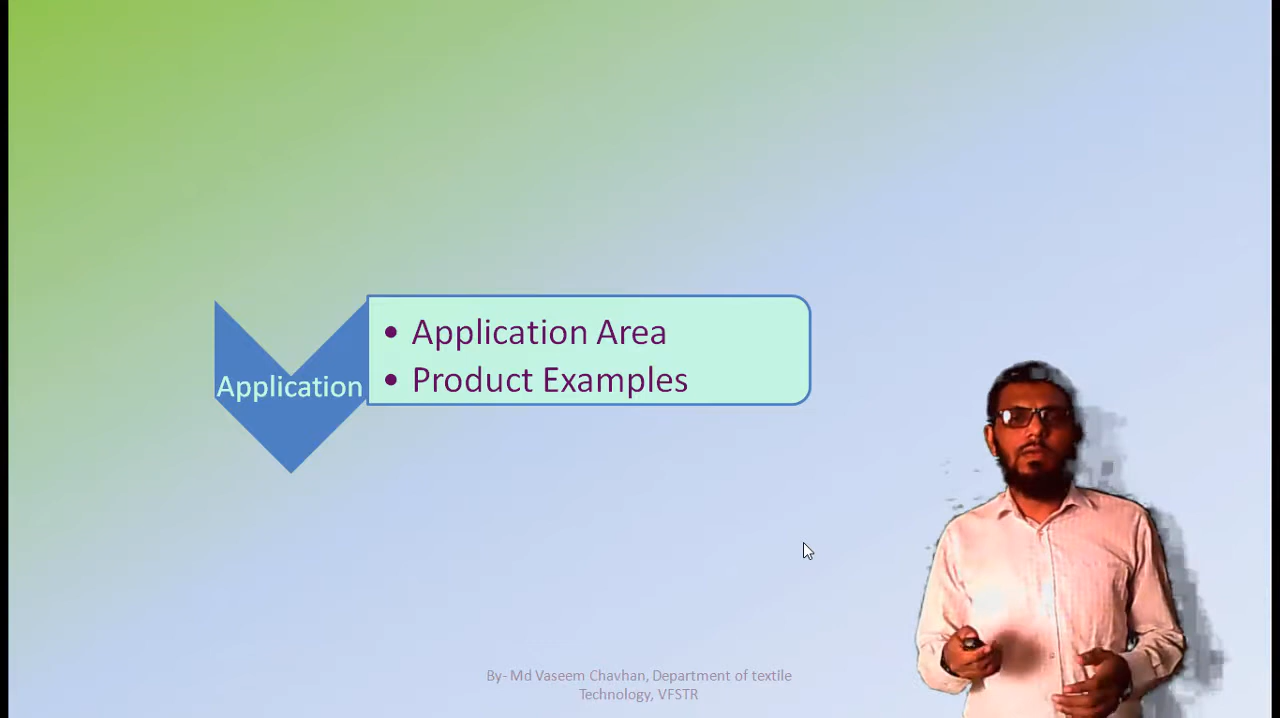 Application
• Application Area
• Product Examples
By- Md Vaseem Chavhan, Department of textile
Technology, VFSTR